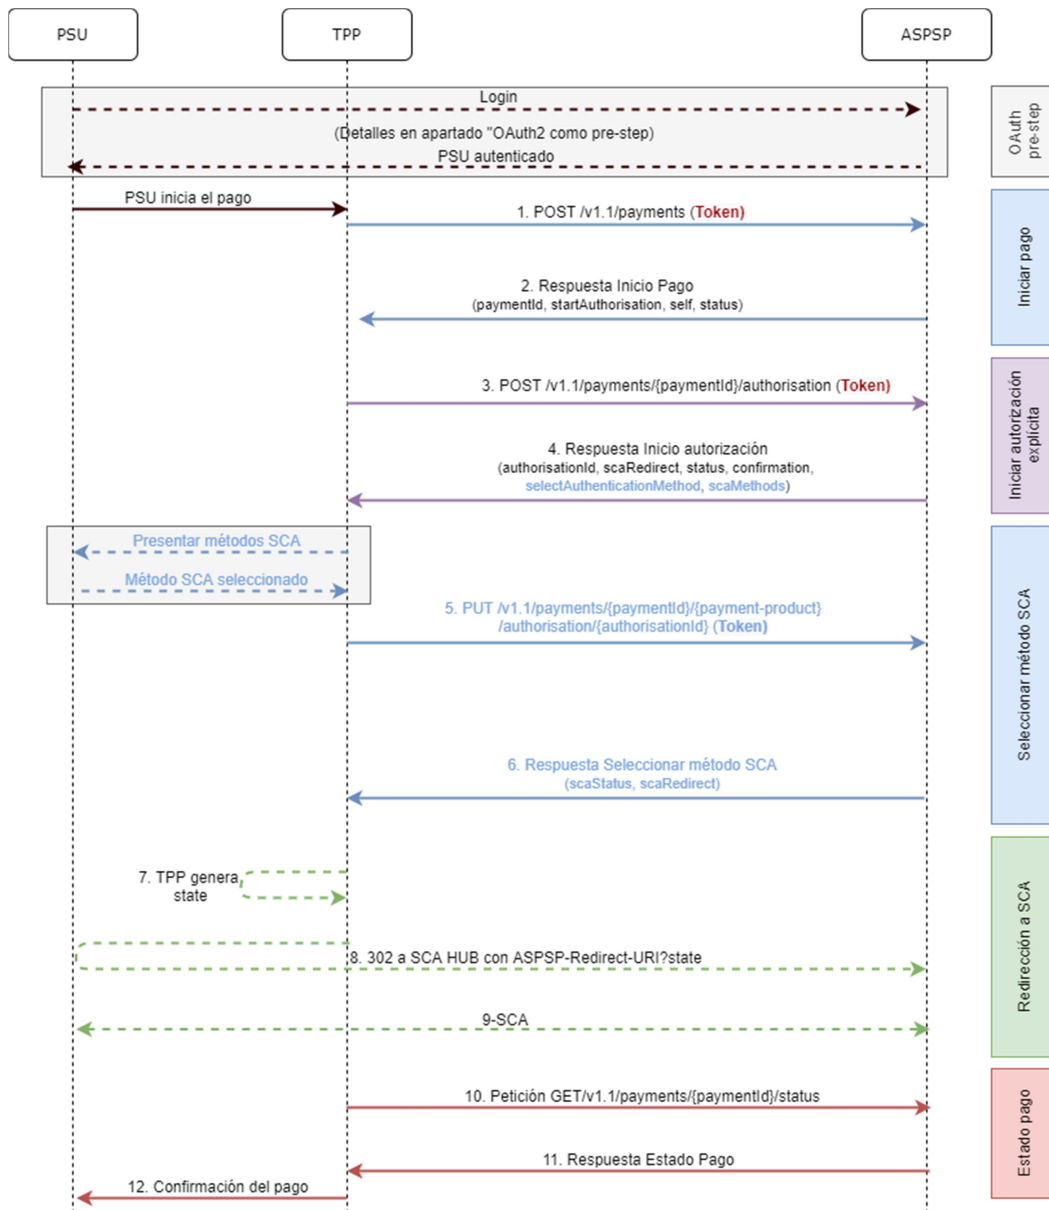 PSU
TPP
ASPSP
Login
(Detalles en apartado "OAuth2 como pre-step)
PSU autenticado
OAuth
pre-step
PSU inicia el pago
1. POST /v1.1/payments (Token)
2. Respuesta Inicio Pago
(paymentId, startAuthorisation, self, status)
Iniciar pago
3. POST /v1.1/payments/{paymentId}/authorisation (Token)
4. Respuesta Inicio autorización
(authorisationId, scaRedirect, status, confirmation,
selectAuthenticationMethod, scaMethods)
Iniciar autorización
explícita
Presentar métodos SCA
Método SCA seleccionado
5. PUT /v1.1/payments/{paymentId}/{payment-product}
/authorisation/{authorisationId} (Token)
6. Respuesta Seleccionar método SCA
(scaStatus, scaRedirect)
Seleccionar método SCA
7. TPP genera
state
8. 302 a SCA HUB con ASPSP-Redirect-URI?state
9-SCA
Redirección a SCA
10. Petición GET/v1.1/payments/{paymentId}/status
11. Respuesta Estado Pago
12. Confirmación del pago
Estado pago